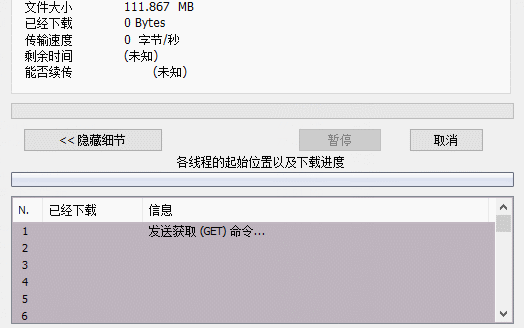 文件大小 111.867 MB
已经下载 0 Bytes
传输速度 0 字节/秒
剩余时间 (未知)
能否续传 (未知)
<< 隐藏细节 暂停 取消
各线程的起始位置以及下载进度
N. 已经下载 信息
1 发送获取 (GET) 命令...
2
3
4
5
6